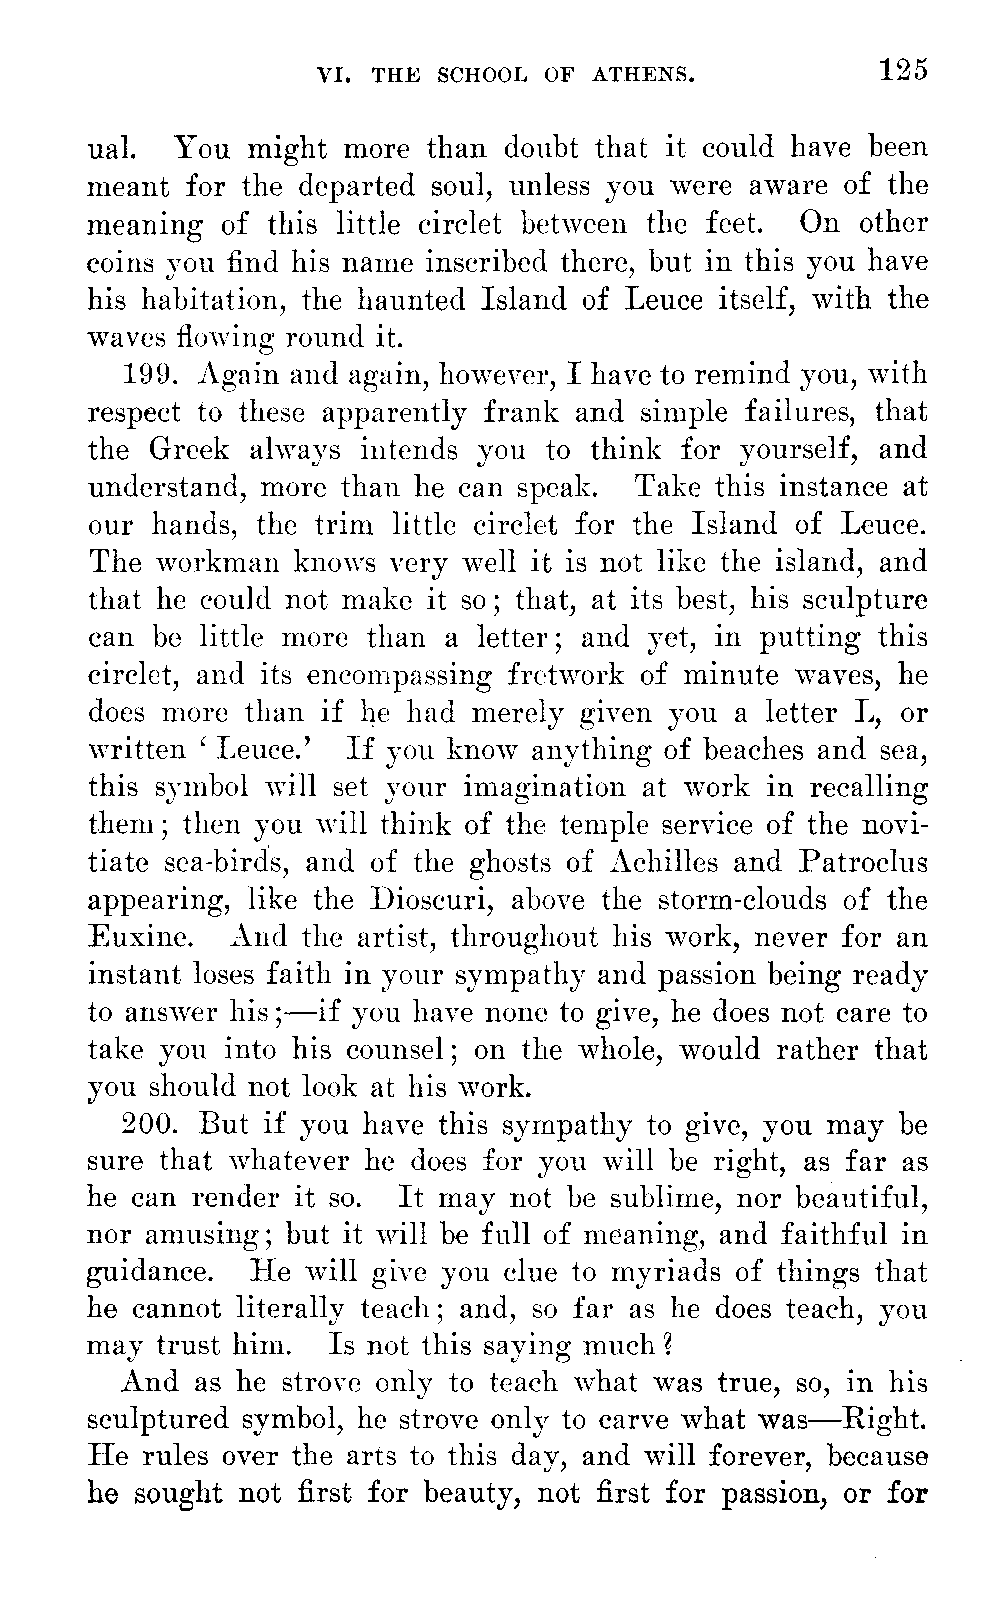 VI. THE SCHOOL OF ATHENS. 125
ual. You might more than doubt that it could have been
meant for the departed soul, unless you were aware of the
meaning of this little circlet between the feet. On other
coins you find his name inscribed there, but in this you have
his habitation, the haunted Island of Leuce itself, with the
waves flowing round it.
199. Again and again, however, I have to remind you, with
respect to these apparently frank and simple failures, that
the Greek always intends you to think for yourself, and
understand, more than he can speak. Take this instance at
our hands, the trim little circlet for the Island of Leuce.
The workman knows very well it is not like the island, and
that he could not make it so; that, at its best, his sculpture
can be little more than a letter; and yet, in putting this
circlet, and its encompassing fretwork of minute waves, he
does more than if he had merely given you a letter L, or
written ‘Leuce.’ If you know anything of beaches and sea,
this symbol will set your imagination at work in recalling
them; then you will think of the temple service of the novi-
tiate sea-birds, and of the ghosts of Achilles and Patroclus
appearing, like the Dioscuri, above the storm-clouds of the
Euxine. And the artist, throughout his work, never for an
instant loses faith in your sympathy and passion being ready
to answer his;—if you have none to give, he does not care to
take you into his counsel; on the whole, would rather that
you should not look at his work.
200. But if you have this sympathy to give, you may be
sure that whatever he does for you will be right, as far as
he can render it so. It may not be sublime, nor beautiful,
nor amusing; but it will be full of meaning, and faithful in
guidance. He will give you clue to myriads of things that
he cannot literally teach; and, so far as he does teach, you
may trust him. Is not this saying much?
And as he strove only to teach what was true, so, in his
sculptured symbol, he strove only to carve what was—Right.
He rules over the arts to this day, and will forever, because
he sought not first for beauty, not first for passion, or for